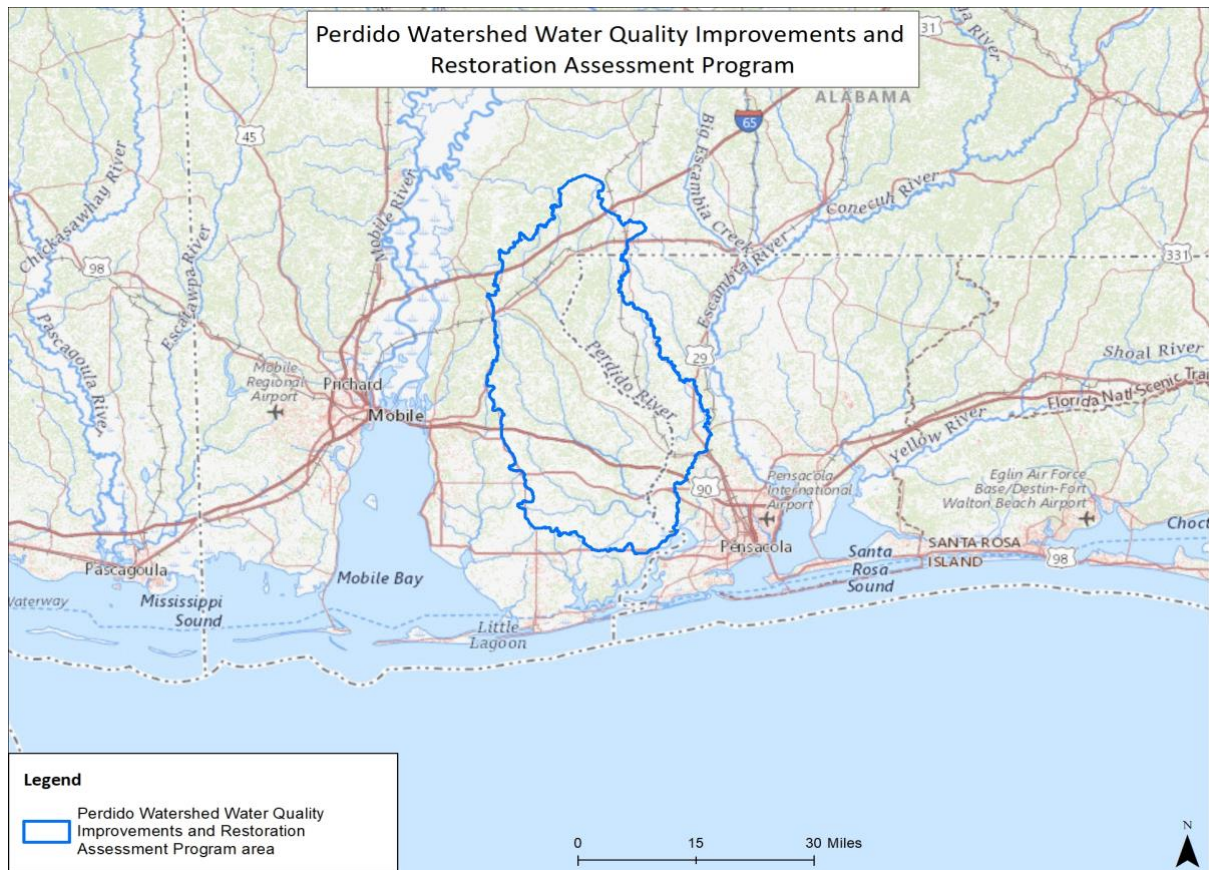 Perdido Watershed Water Quality Improvements and
Restoration Assessment Program
31
ALABAMA
65
45
Big Escambia Creek
Conecuh River
Chickasawhay River
Mobile River
98
Escatawpa River
331
Escambia River
Pascagoula River
29
Shoal River
Perdido River
Mobile
Regional
Airport
Prichard
Mobile
Florida Natl Scenic Trai
Yellow River
90
Pensacola
International
Airport
Eglin Air Force
Base/Destin-Fort
Walton Beach Airport
Choct
Pensacola
SANTA ROSA
ISLAND
98
Santa
Rosa
Sound
Pascagoula
Mobile Bay
Waterway
Mississippi
Sound
Little
Lagoon
Legend
Perdido Watershed Water Quality
Improvements and Restoration
Assessment Program area
0 15 30 Miles
N